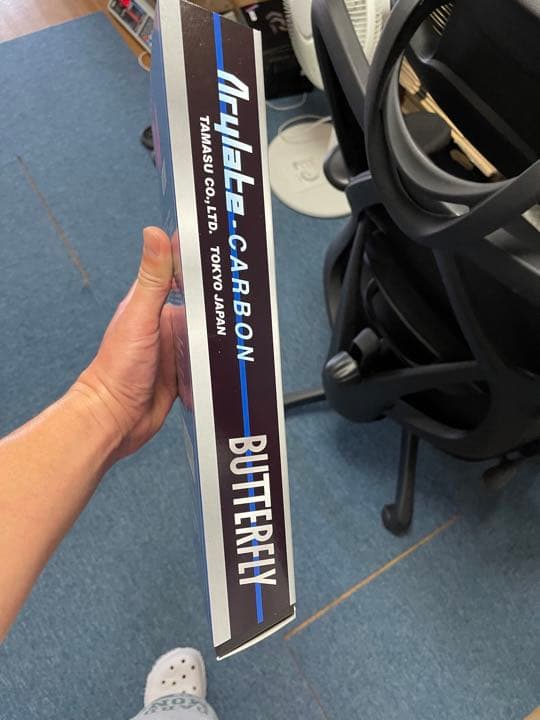 Arylate-CARBON
TAMASU CO., LTD. TOKYO JAPAN
BUTTERFLY